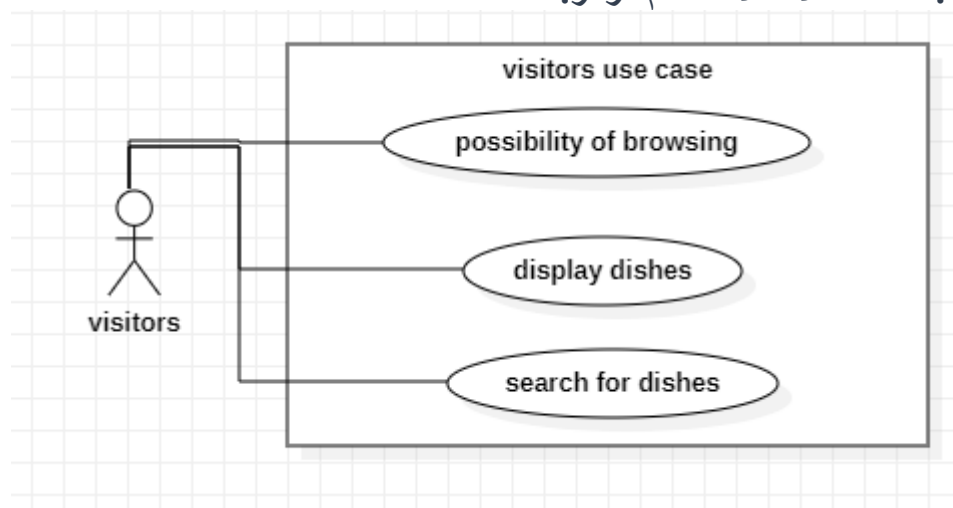 visitors use case
possibility of browsing
display dishes
search for dishes
visitors